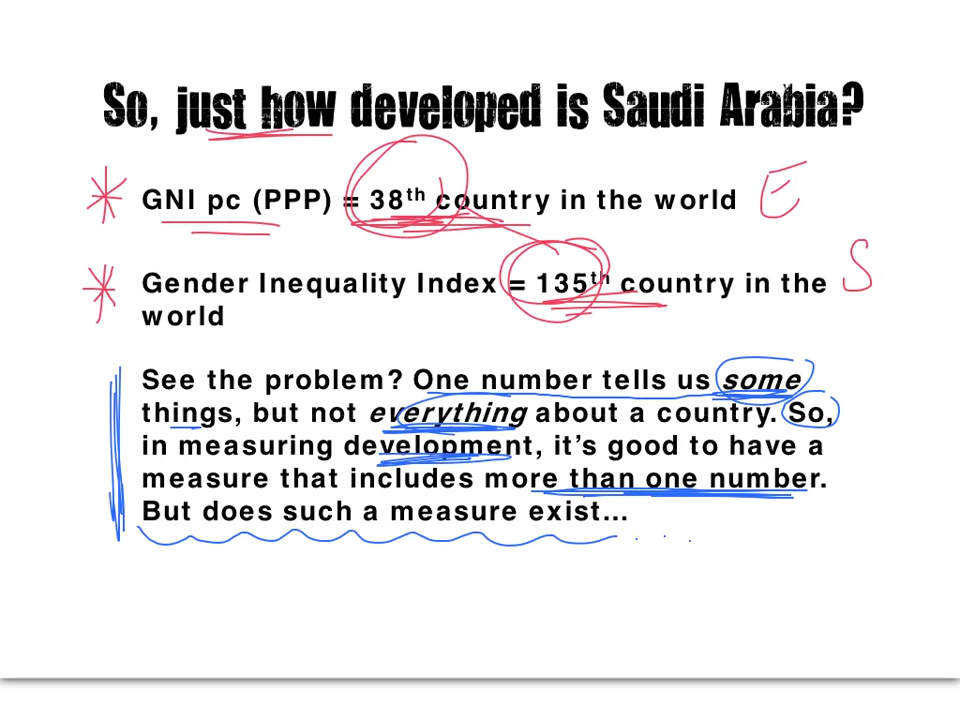 So, just how developed is Saudi Arabia?
GNI pc (PPP) = 38th country in the world E
Gender Inequality Index = 135th country in the S
world
See the problem? One number tells us some
things, but not everything about a country. So,
in measuring development, it's good to have a
measure that includes more than one number.
But does such a measure exist...